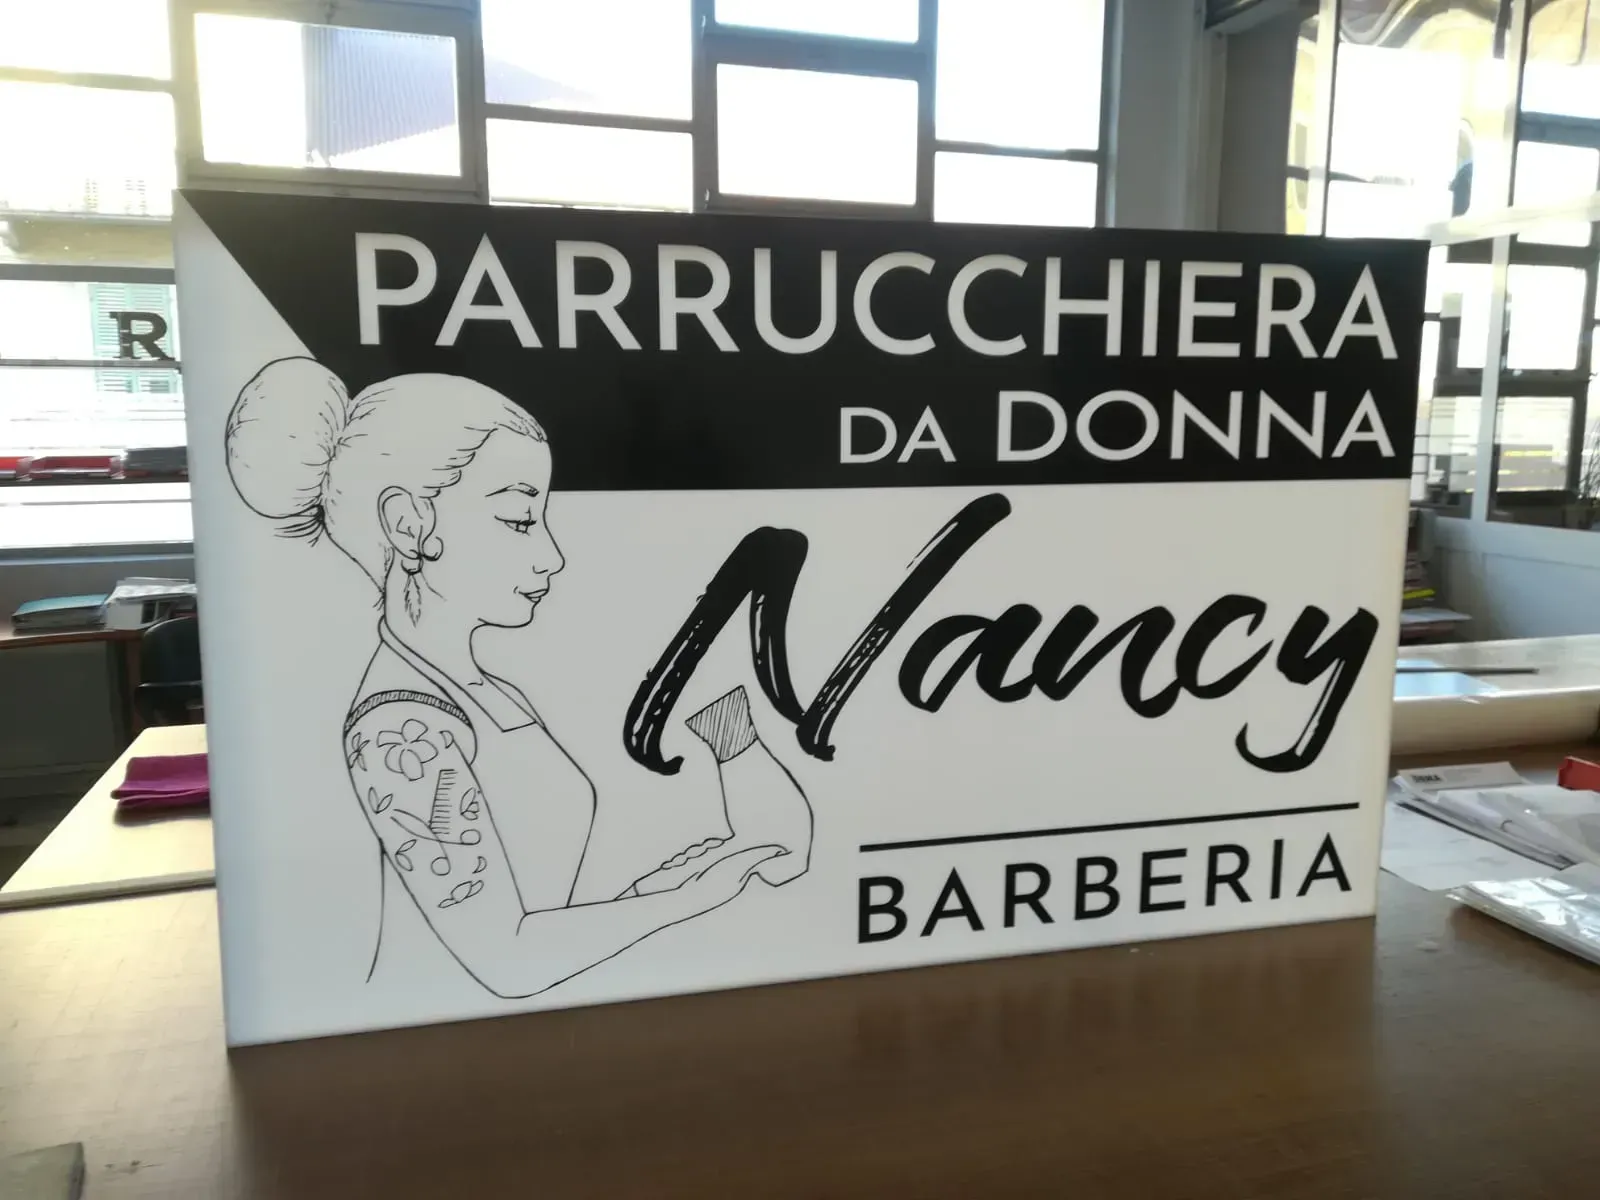 PARRUCCHIERA
DA DONNA
Nancy
BARBERIA
R